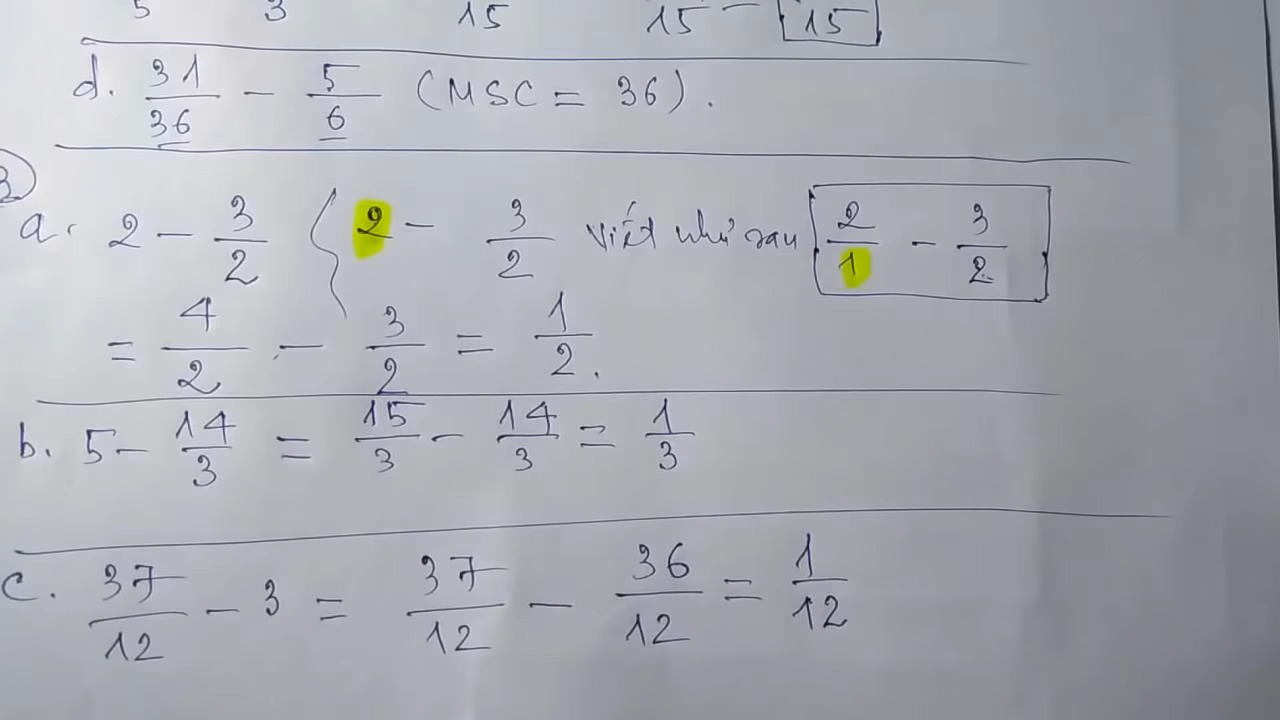 5 3 15 15 - 15
d. 31/36 - 5/6 (MSC = 36).
3
a. 2 - 3/2 { 2 - 3/2 viết như sau 2/1 - 3/2
= 4/2 - 3/2 = 1/2.
b. 5 - 14/3 = 15/3 - 14/3 = 1/3
c. 37/12 - 3 = 37/12 - 36/12 = 1/12